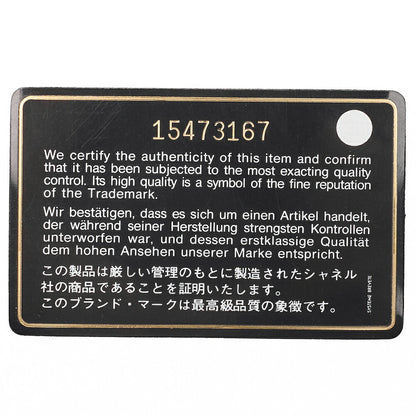 15473167
We certify the authenticity of this item and confirm
that it has been subjected to the most exacting quality
control. Its high quality is a symbol of the fine reputation
of the Trademark.
Wir bestätigen, dass es sich um einen Artikel handelt,
der während seiner Herstellung strengsten Kontrollen
unterworfen war, und dessen erstklassige Qualität
dem hohen Ansehen unserer Marke entspricht.
この製品は厳しい管理のもとに製造されたシャネル
社の商品であることを証明いたします。
このブランド・マークは最高級品質の象徴です。
SYSTEME BREVETE